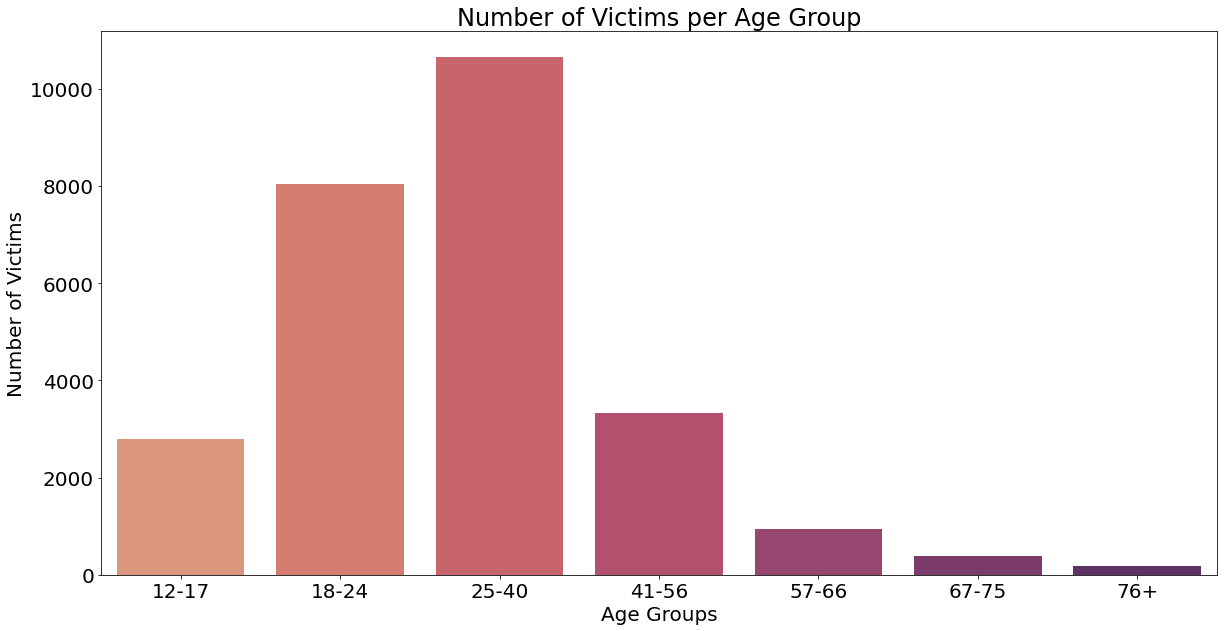 Number of Victims per Age Group
Number of Victims
10000
8000
6000
4000
2000
0
12-17 18-24 25-40 41-56 57-66 67-75 76+
Age Groups